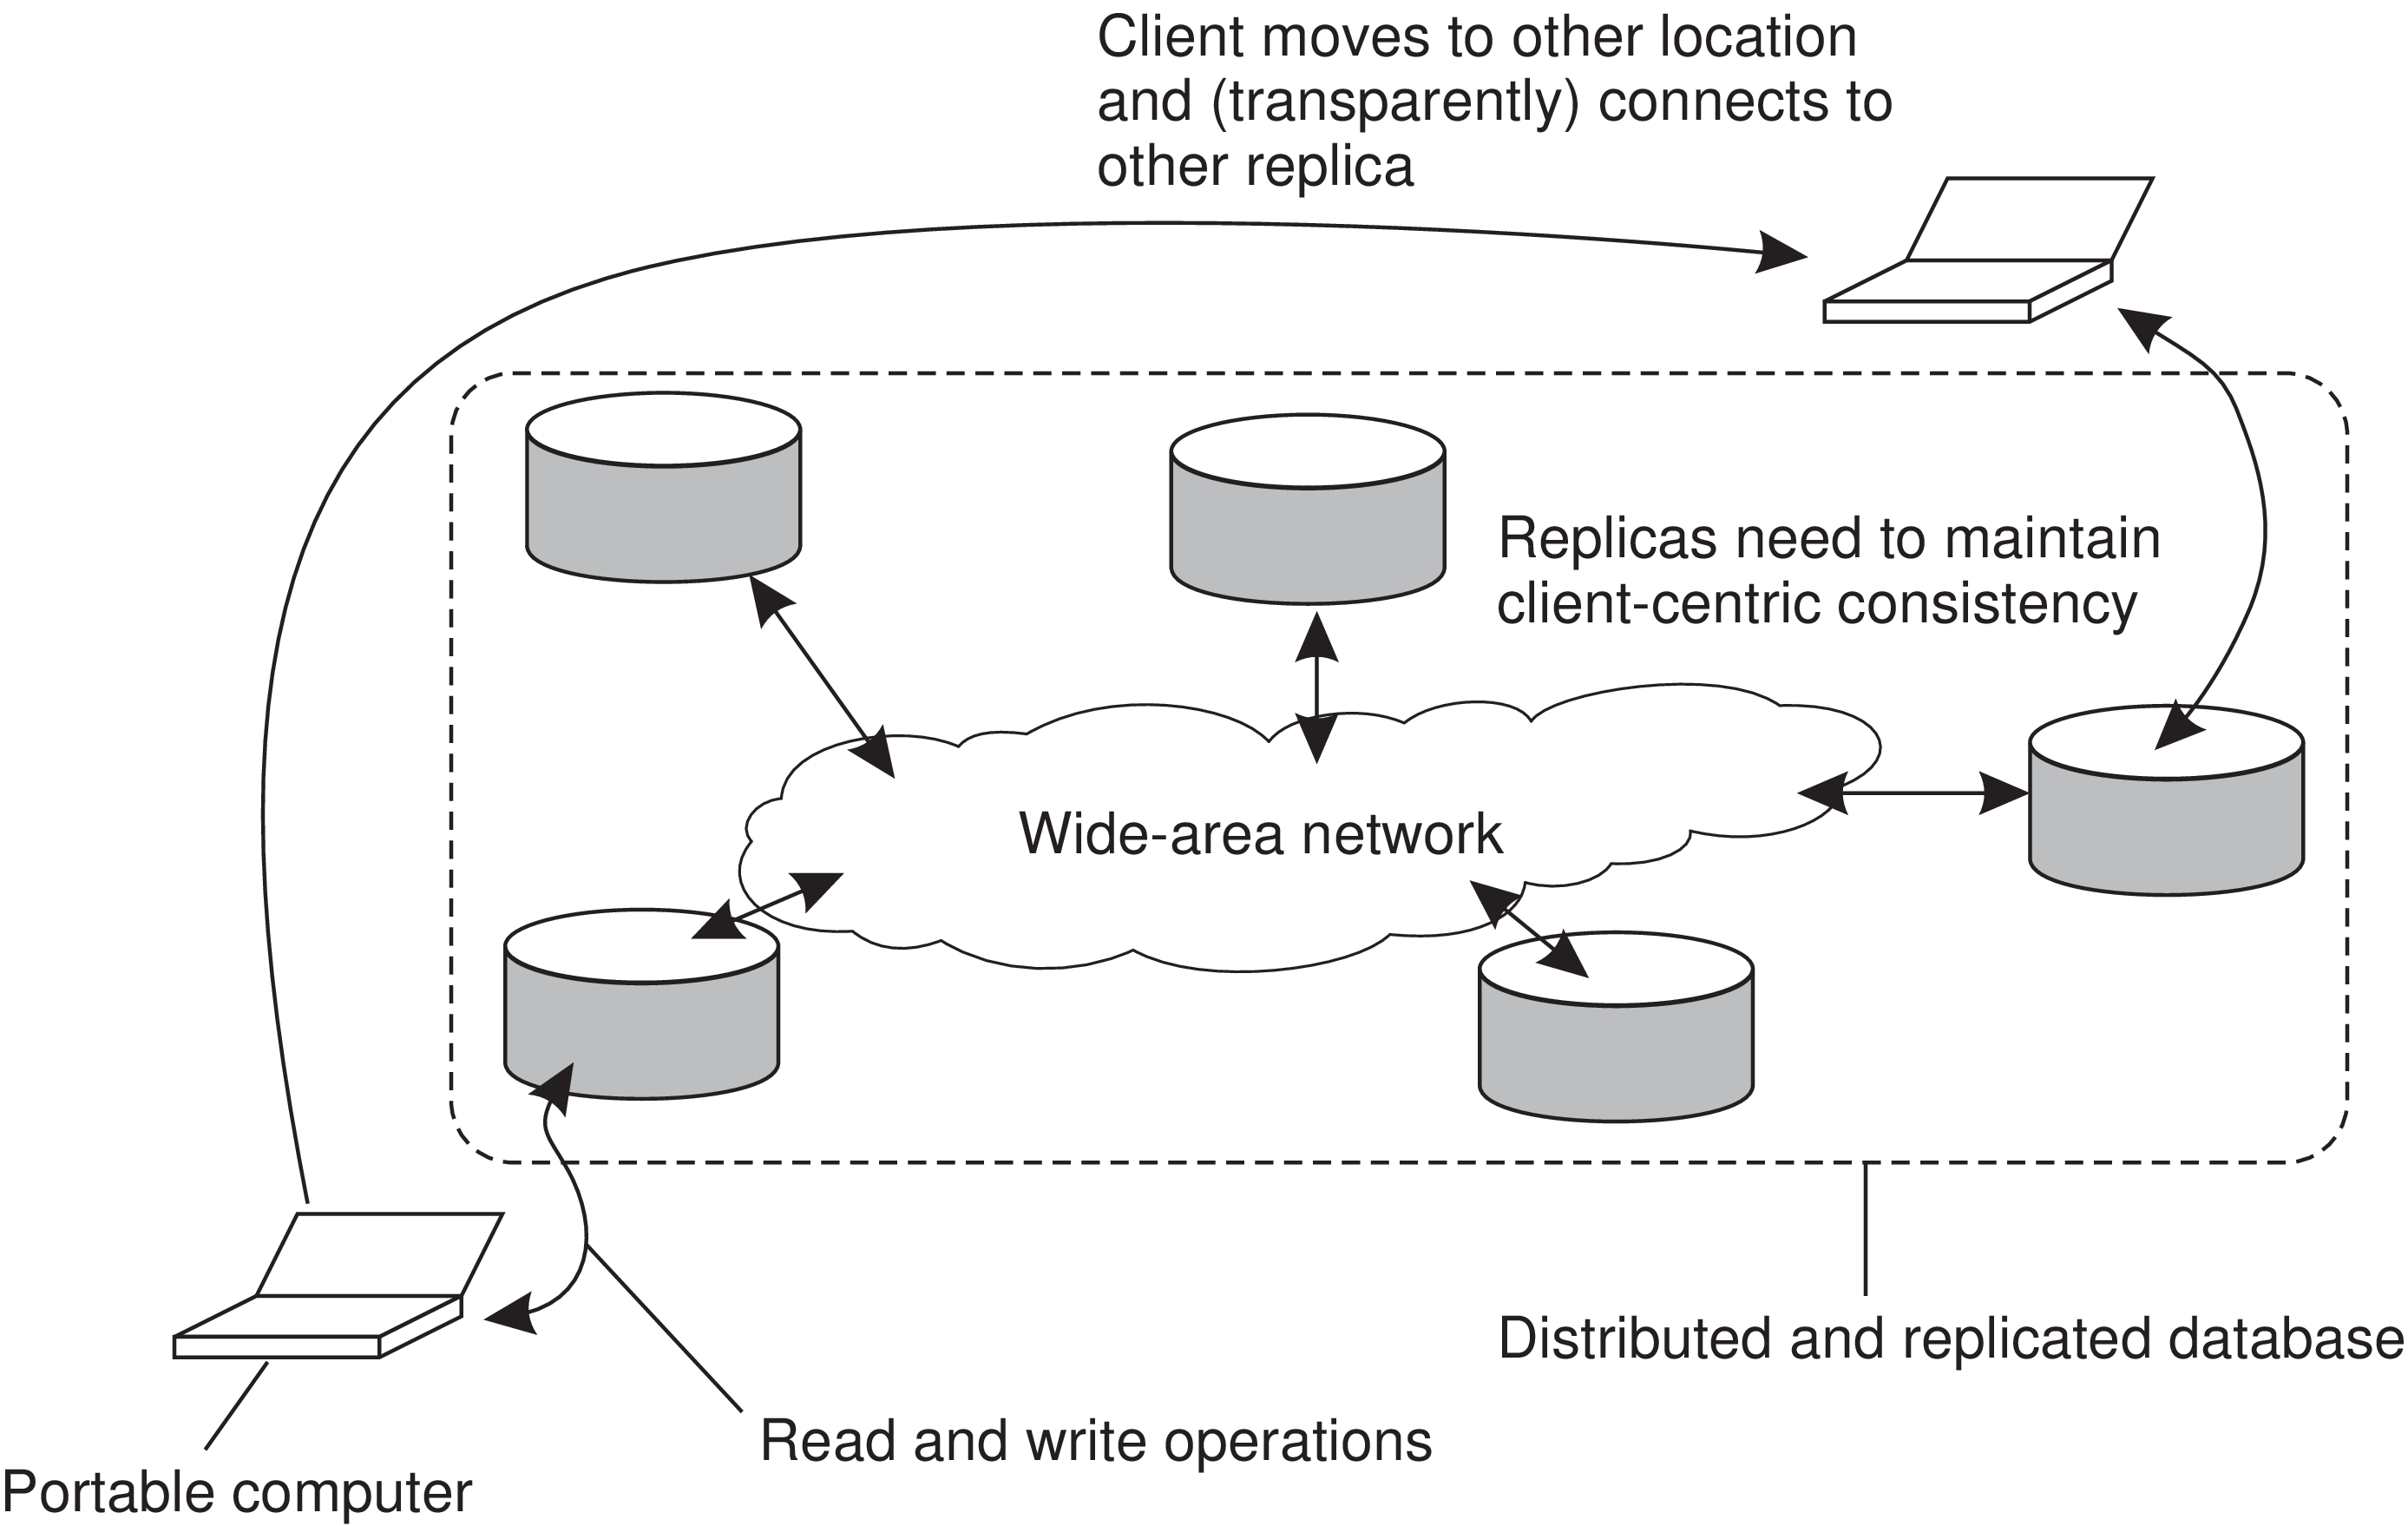 Client moves to other location
and (transparently) connects to
other replica
Replicas need to maintain
client-centric consistency
Wide-area network
Distributed and replicated database
Read and write operations
Portable computer